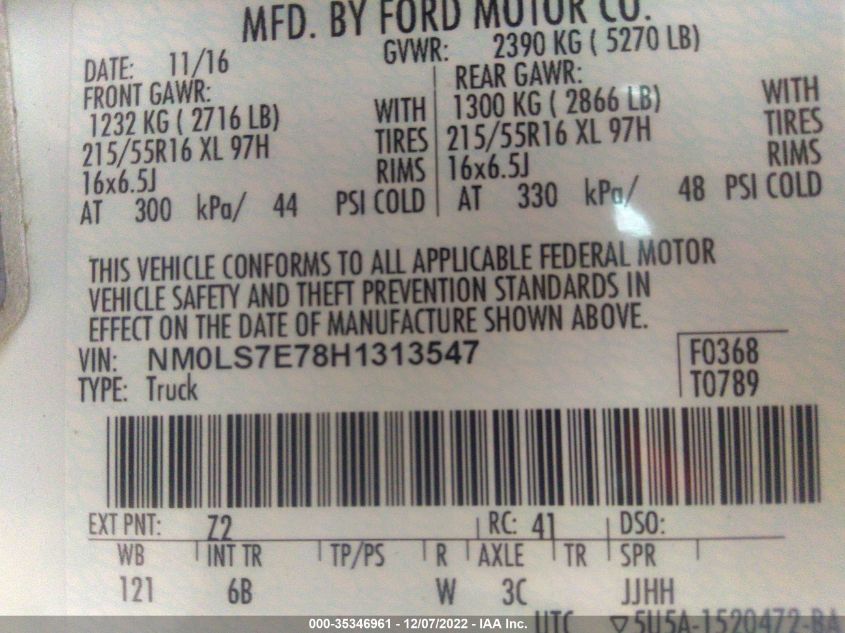 MFD. BY FORD MOTOR CO.
DATE: 11/16 GVWR: 2390 KG ( 5270 LB)
FRONT GAWR: REAR GAWR:
1232 KG ( 2716 LB) WITH 1300 KG ( 2866 LB) WITH
215/55R16 XL 97H TIRES 215/55R16 XL 97H TIRES
16x6.5J RIMS 16x6.5J RIMS
AT 300 kPa/ 44 PSI COLD AT 330 kPa/ 48 PSI COLD
THIS VEHICLE CONFORMS TO ALL APPLICABLE FEDERAL MOTOR
VEHICLE SAFETY AND THEFT PREVENTION STANDARDS IN
EFFECT ON THE DATE OF MANUFACTURE SHOWN ABOVE.
VIN: NM0LS7E78H1313547 F0368
TYPE: Truck T0789
EXT PNT: Z2 RC: 41 DSO:
WB INT TR TP/PS R AXLE TR SPR
121 6B W 3C JJHH
UTC ▽5U5A-1520472-BA
000-35346961 - 12/07/2022 - IAA Inc.